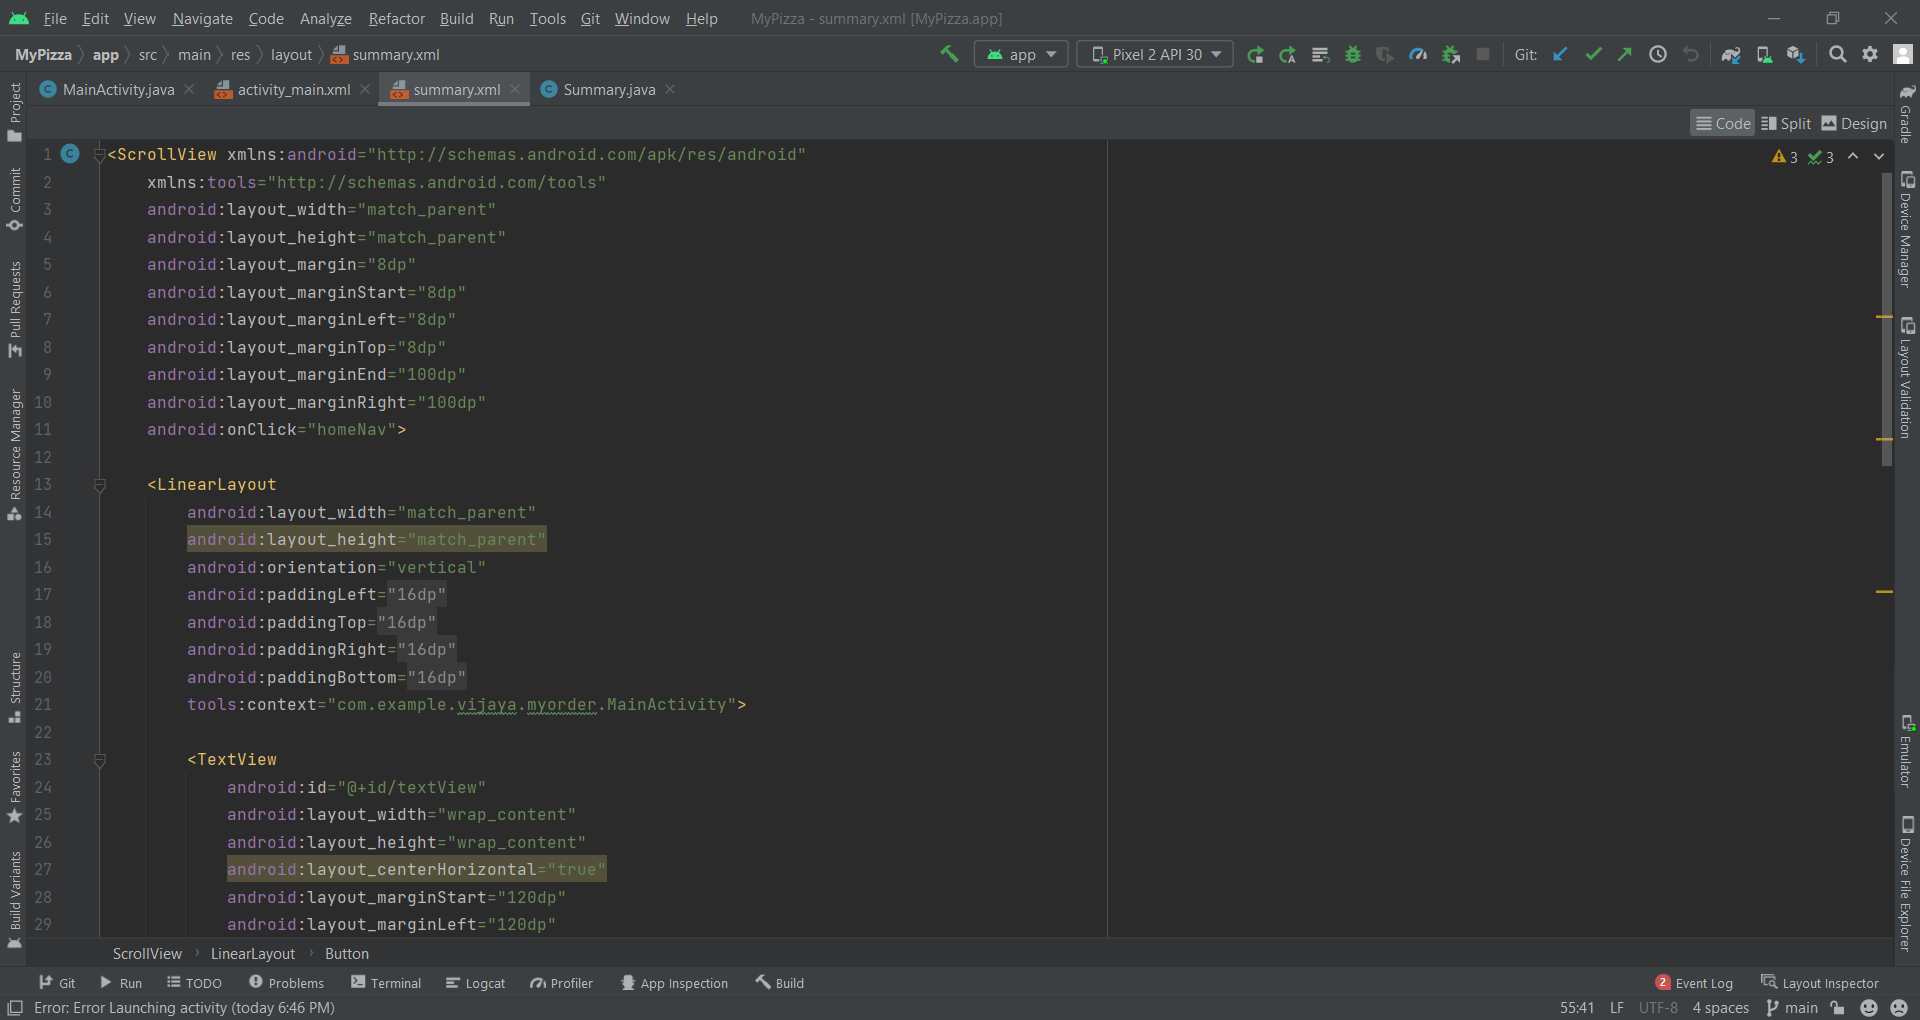 File Edit View Navigate Code Analyze Refactor Build Run Tools Git Window Help MyPizza - summary.xml [MyPizza.app]
MyPizza app src main res layout summary.xml app Pixel 2 API 30 Git:
MainActivity.java activity_main.xml summary.xml Summary.java
Code Split Design
3 3
1 <ScrollView xmlns:android="http://schemas.android.com/apk/res/android"
2 xmlns:tools="http://schemas.android.com/tools"
3 android:layout_width="match_parent"
4 android:layout_height="match_parent"
5 android:layout_margin="8dp"
6 android:layout_marginStart="8dp"
7 android:layout_marginLeft="8dp"
8 android:layout_marginTop="8dp"
9 android:layout_marginEnd="100dp"
10 android:layout_marginRight="100dp"
11 android:onClick="homeNav">
12
13 <LinearLayout
14 android:layout_width="match_parent"
15 android:layout_height="match_parent"
16 android:orientation="vertical"
17 android:paddingLeft="16dp"
18 android:paddingTop="16dp"
19 android:paddingRight="16dp"
20 android:paddingBottom="16dp"
21 tools:context="com.example.vijaya.myorder.MainActivity">
22
23 <TextView
24 android:id="@+id/textView"
25 android:layout_width="wrap_content"
26 android:layout_height="wrap_content"
27 android:layout_centerHorizontal="true"
28 android:layout_marginStart="120dp"
29 android:layout_marginLeft="120dp"
Project
Commit
Pull Requests
Resource Manager
Structure
Favorites
Build Variants
Gradle
Device Manager
Layout Validation
Emulator
Device File Explorer
ScrollView LinearLayout Button
Git Run TODO Problems Terminal Logcat Profiler App Inspection Build 2 Event Log Layout Inspector
Error: Error Launching activity (today 6:46 PM) 55:41 LF UTF-8 4 spaces main